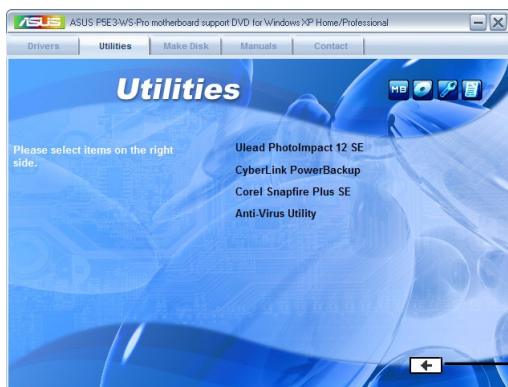 ASUS ASUS P5E3-WS-Pro motherboard support DVD for Windows XP Home/Professional
Drivers Utilities Make Disk Manuals Contact
Utilities
MB
Please select items on the right
side.
Ulead PhotoImpact 12 SE
CyberLink PowerBackup
Corel Snapfire Plus SE
Anti-Virus Utility